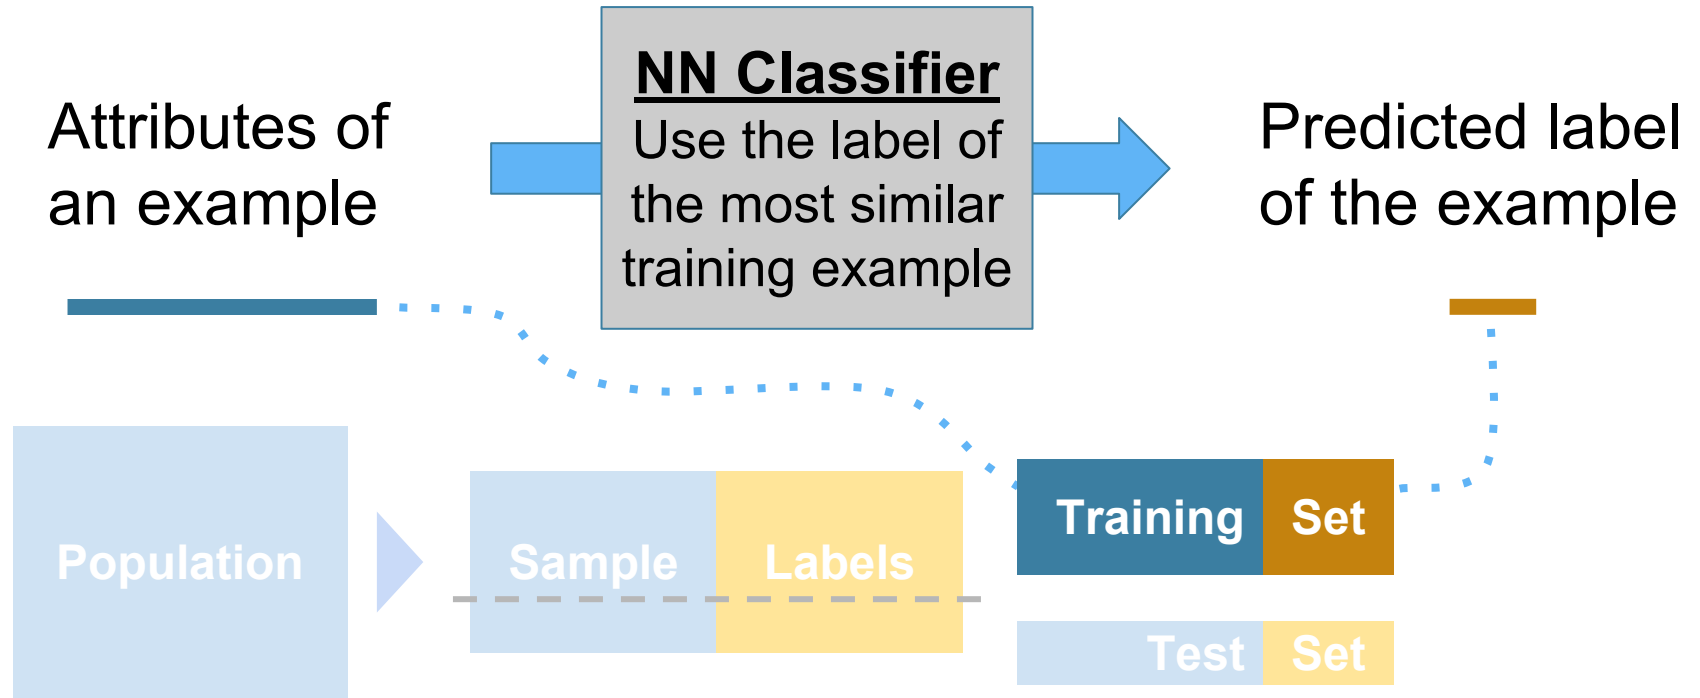 NN Classifier
Use the label of
the most similar
training example
Attributes of
an example
Predicted label
of the example
Population
Sample Labels
Training Set
Test Set